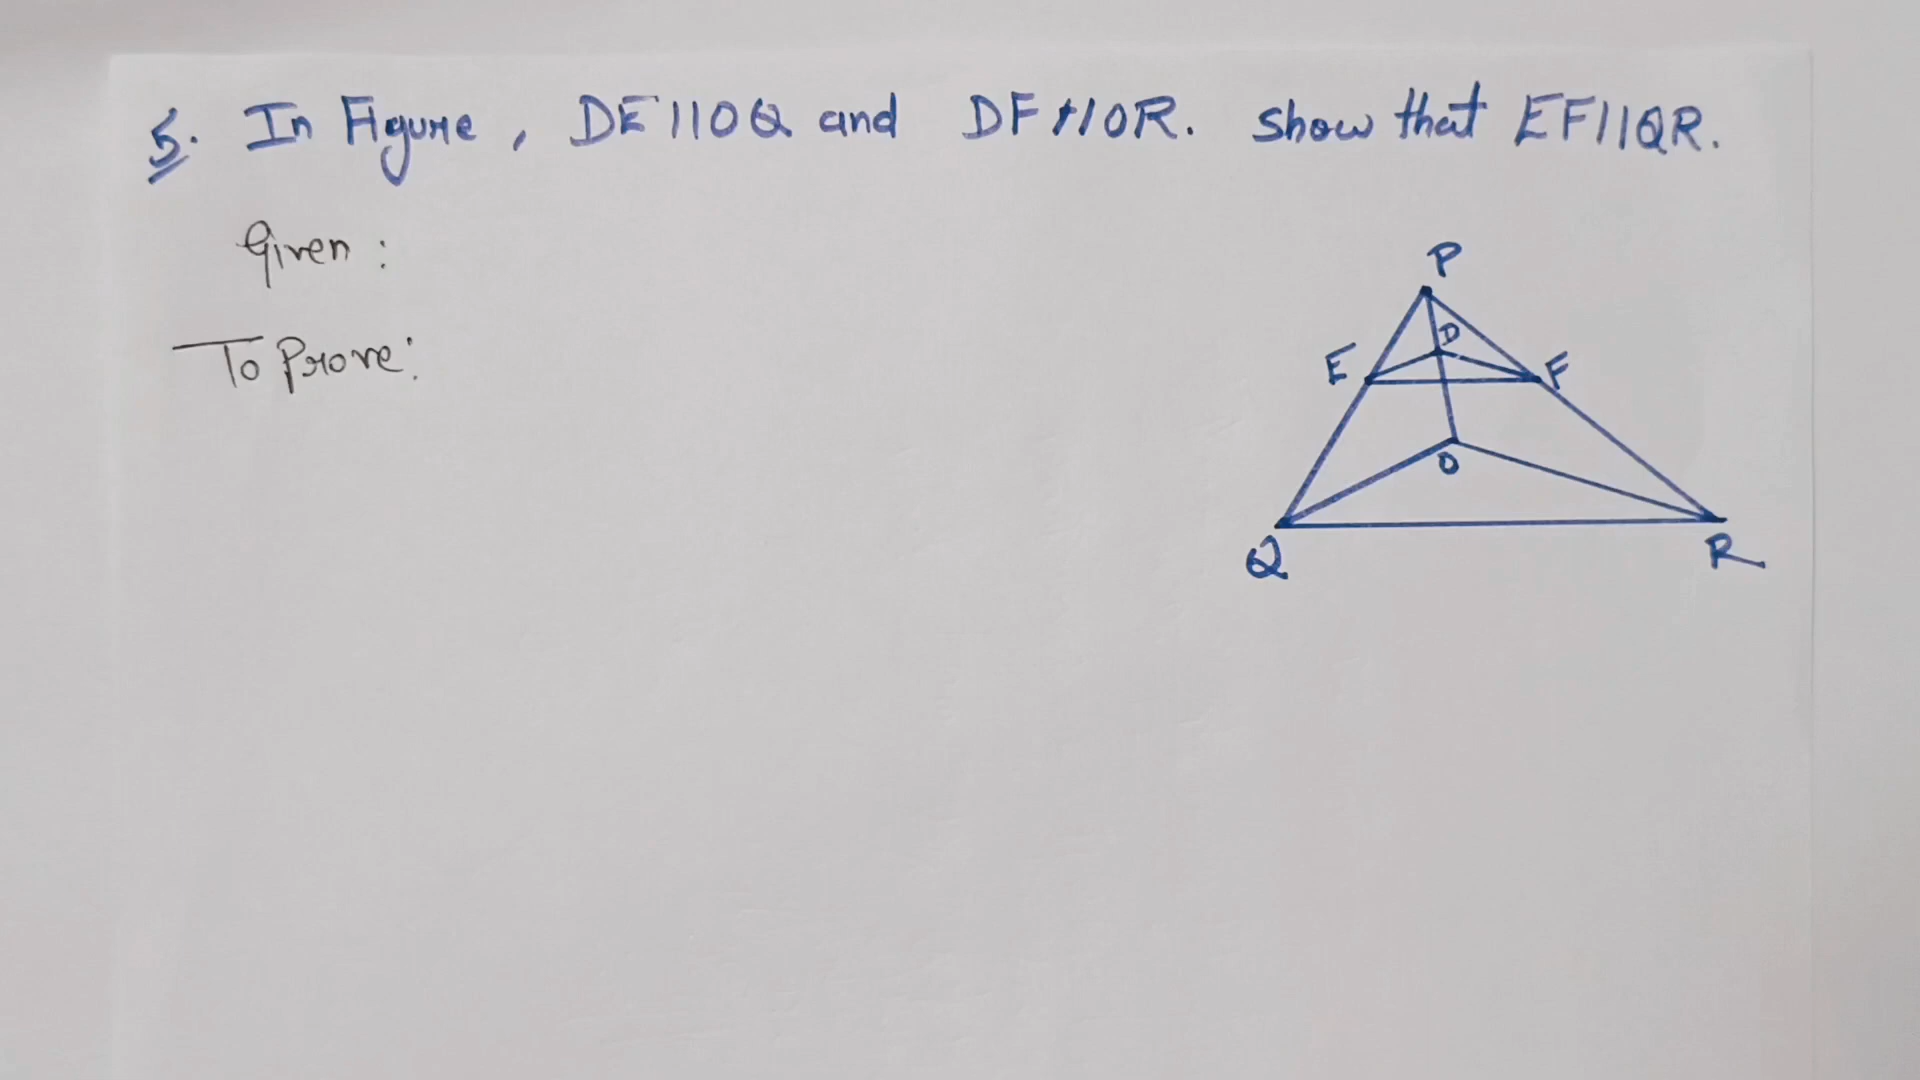 5. In Figure, DE||OQ and DF||OR. Show that EF||QR.
Given :
To Prove:
P
D
E
F
O
Q
R